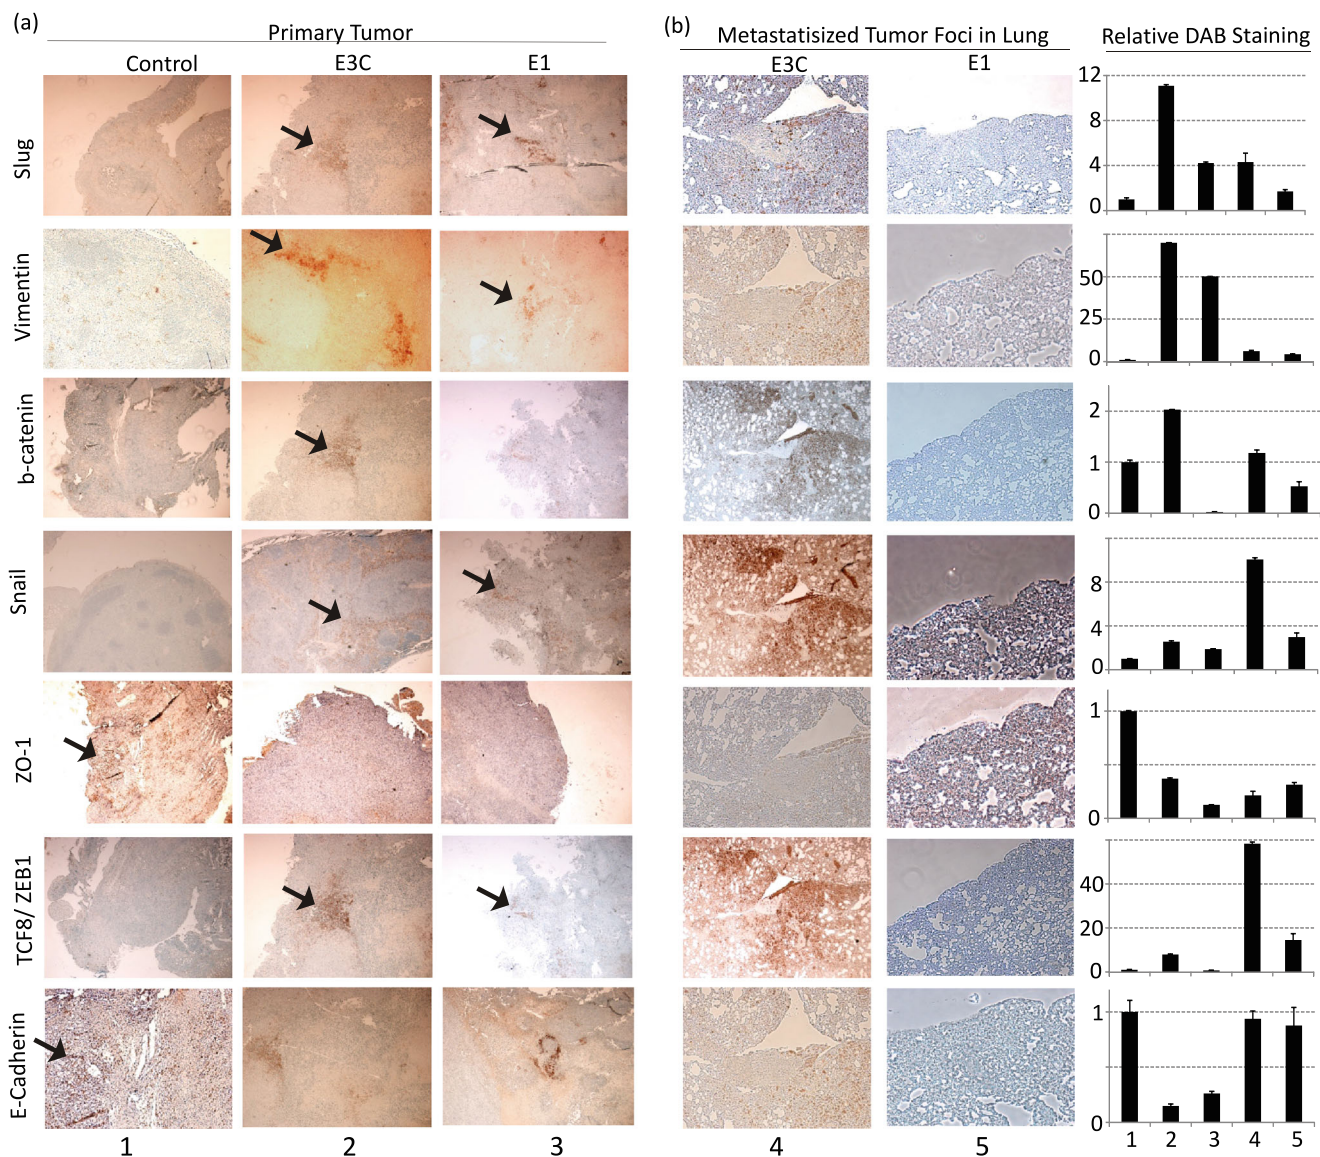 (a)
Primary Tumor
Control E3C E1
(b)
Metastatisized Tumor Foci in Lung
E3C E1
Relative DAB Staining
Slug
12
8
4
0
Vimentin
50
25
0
b-catenin
2
1
0
Snail
8
4
0
ZO-1
1
0
TCF8/ ZEB1
40
20
0
E-Cadherin
1
0
1 2 3 4 5
1 2 3 4 5